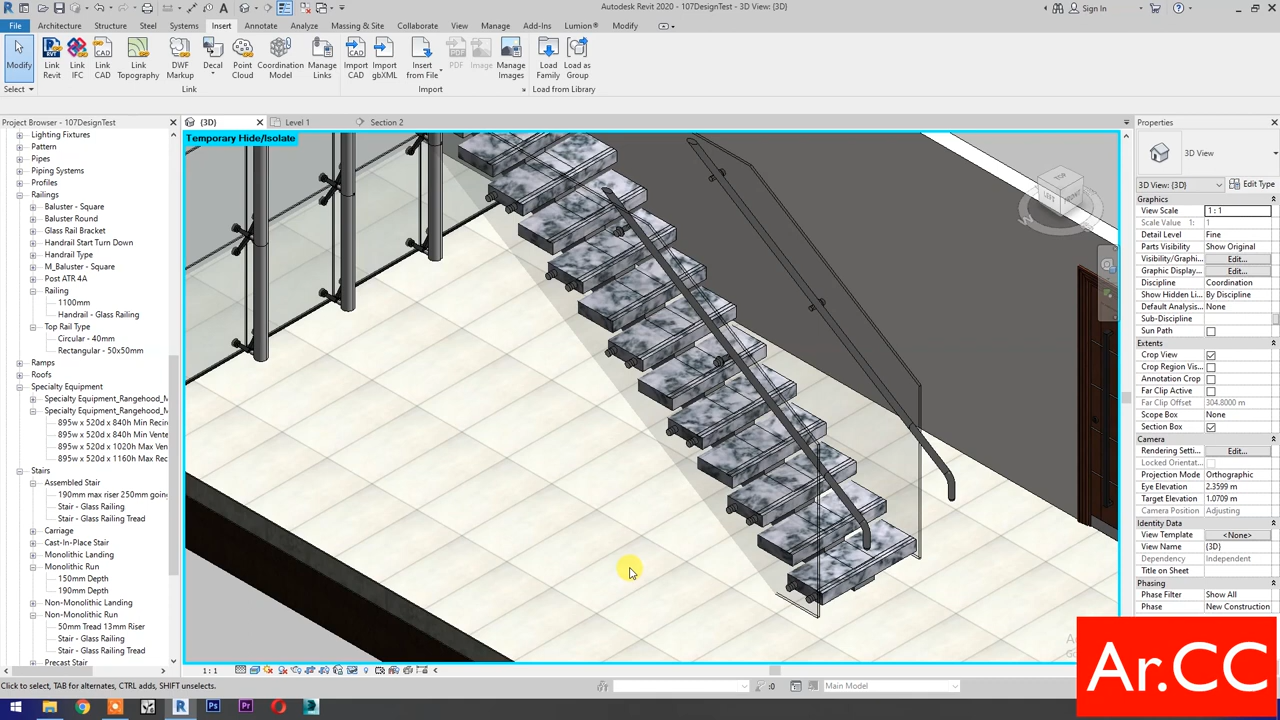 Autodesk Revit 2020 - 107DesignTest - 3D View: {3D}
Sign In
File Architecture Structure Steel Systems Insert Annotate Analyze Massing & Site Collaborate View Manage Add-Ins Lumion® Modify
Modify
Link Revit
Link IFC
Link CAD
Link Topography
DWF Markup
Decal
Point Cloud
Coordination Model
Manage Links
Import CAD
Import gbXML
Insert from File
PDF
Image
Manage Images
Load Family
Load as Group
Select
Link
Import
Load from Library
Project Browser - 107DesignTest
Lighting Fixtures
Pattern
Pipes
Piping Systems
Profiles
Railings
Baluster - Square
Baluster Round
Glass Rail Bracket
Handrail Start Turn Down
Handrail Type
M_Baluster - Square
Post ATR 4A
Railing
1100mm
Handrail - Glass Railing
Top Rail Type
Circular - 40mm
Rectangular - 50x50mm
Ramps
Roofs
Specialty Equipment
Specialty Equipment_Rangehood_M
Specialty Equipment_Rangehood_M
895w x 520d x 840h Min Recir
895w x 520d x 840h Min Vente
895w x 520d x 1020h Max Ven
895w x 520d x 1160h Max Rec
Stairs
Assembled Stair
190mm max riser 250mm going
Stair - Glass Railing
Stair - Glass Railing Tread
Carriage
Cast-In-Place Stair
Monolithic Landing
Monolithic Run
150mm Depth
190mm Depth
Non-Monolithic Landing
Non-Monolithic Run
50mm Tread 13mm Riser
Stair - Glass Railing
Stair - Glass Railing Tread
Precast Stair
{3D}
Level 1
Section 2
Temporary Hide/Isolate
TOP
LEFT
FRONT
Properties
3D View
3D View: {3D}
Edit Type
Graphics
View Scale 1 : 1
Scale Value 1: 1
Detail Level Fine
Parts Visibility Show Original
Visibility/Graphi... Edit...
Graphic Display... Edit...
Discipline Coordination
Show Hidden Li... By Discipline
Default Analysis... None
Sub-Discipline
Sun Path
Extents
Crop View
Crop Region Vis...
Annotation Crop
Far Clip Active
Far Clip Offset 304.8000 m
Scope Box None
Section Box
Camera
Rendering Setti... Edit...
Locked Orientat...
Projection Mode Orthographic
Eye Elevation 2.3599 m
Target Elevation 1.0709 m
Camera Position Adjusting
Identity Data
View Template <None>
View Name {3D}
Dependency Independent
Title on Sheet
Phasing
Phase Filter Show All
Phase New Construction
1 : 1
Click to select, TAB for alternates, CTRL adds, SHIFT unselects.
:0
Main Model
Ar.CC